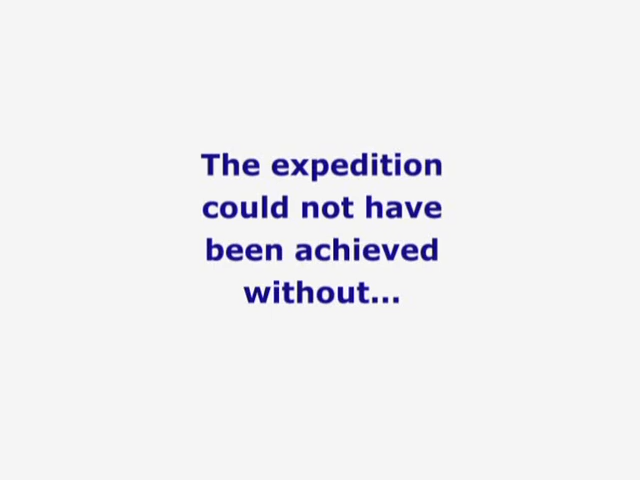 The expedition
could not have
been achieved
without...